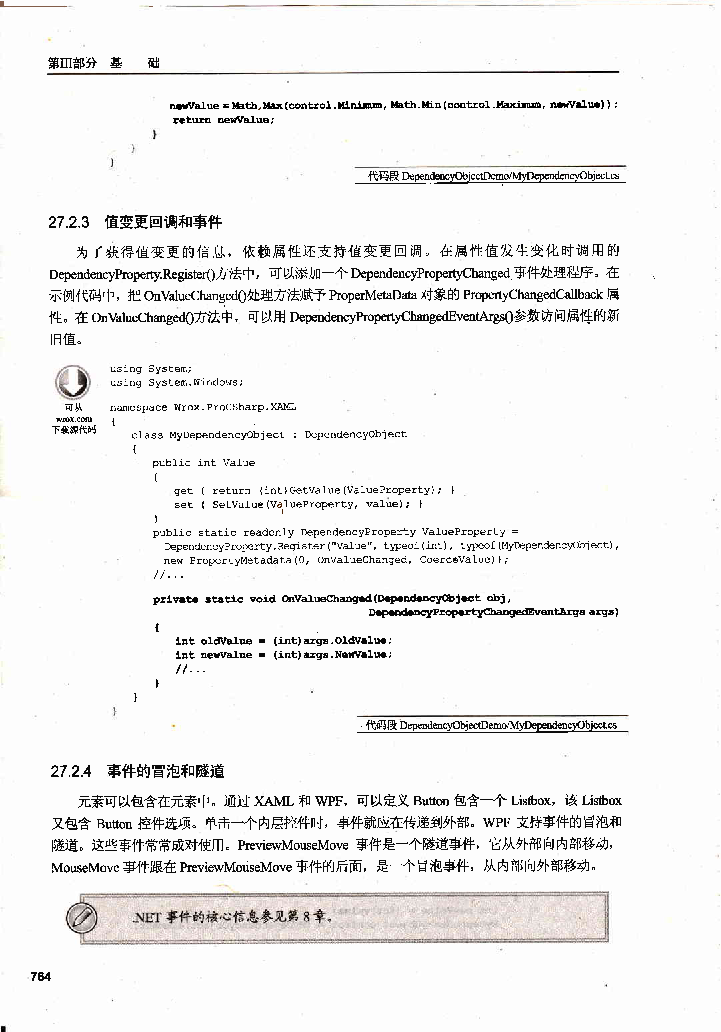 第III部分 基 础
newValue = Math.Max(control.Minimum, Math.Min(control.Maximum, newValue));
return newValue;
}
}
}
代码段 DependencyObjectDemo/MyDependencyObject.cs
27.2.3 值变更回调和事件
为了获得值变更的信息，依赖属性还支持值变更回调。在属性值发生变化时调用的
DependencyProperty.Register()方法中，可以添加一个 DependencyPropertyChanged 事件处理程序。在
示例代码中，把 OnValueChanged()处理方法赋予 ProperMetaData 对象的 PropertyChangedCallback 属
性。在 OnValueChanged()方法中，可以用 DependencyPropertyChangedEventArgs()参数访问属性的新
旧值。
可从
wrox.com
下载源代码
using System;
using System.Windows;
namespace Wrox.ProCSharp.XAML
{
class MyDependencyObject : DependencyObject
{
public int Value
{
get { return (int)GetValue(ValueProperty); }
set { SetValue(ValueProperty, value); }
}
public static readonly DependencyProperty ValueProperty =
DependencyProperty.Register("Value", typeof(int), typeof(MyDependencyObject),
new PropertyMetadata(0, OnValueChanged, CoerceValue));
//...
private static void OnValueChanged(DependencyObject obj,
DependencyPropertyChangedEventArgs args)
{
int oldValue = (int)args.OldValue;
int newValue = (int)args.NewValue;
//...
}
}
}
代码段 DependencyObjectDemo/MyDependencyObject.cs
27.2.4 事件的冒泡和隧道
元素可以包含在元素中。通过 XAML 和 WPF，可以定义 Button 包含一个 Listbox，该 Listbox
又包含 Button 控件选项。单击一个内层控件时，事件就应在传递到外部。WPF 支持事件的冒泡和
隧道。这些事件常常成对使用。PreviewMouseMove 事件是一个隧道事件，它从外部向内部移动，
MouseMove 事件跟在 PreviewMouseMove 事件的后面，是一个冒泡事件，从内部向外部移动。
.NET 事件的核心信息参见第 8 章。
764